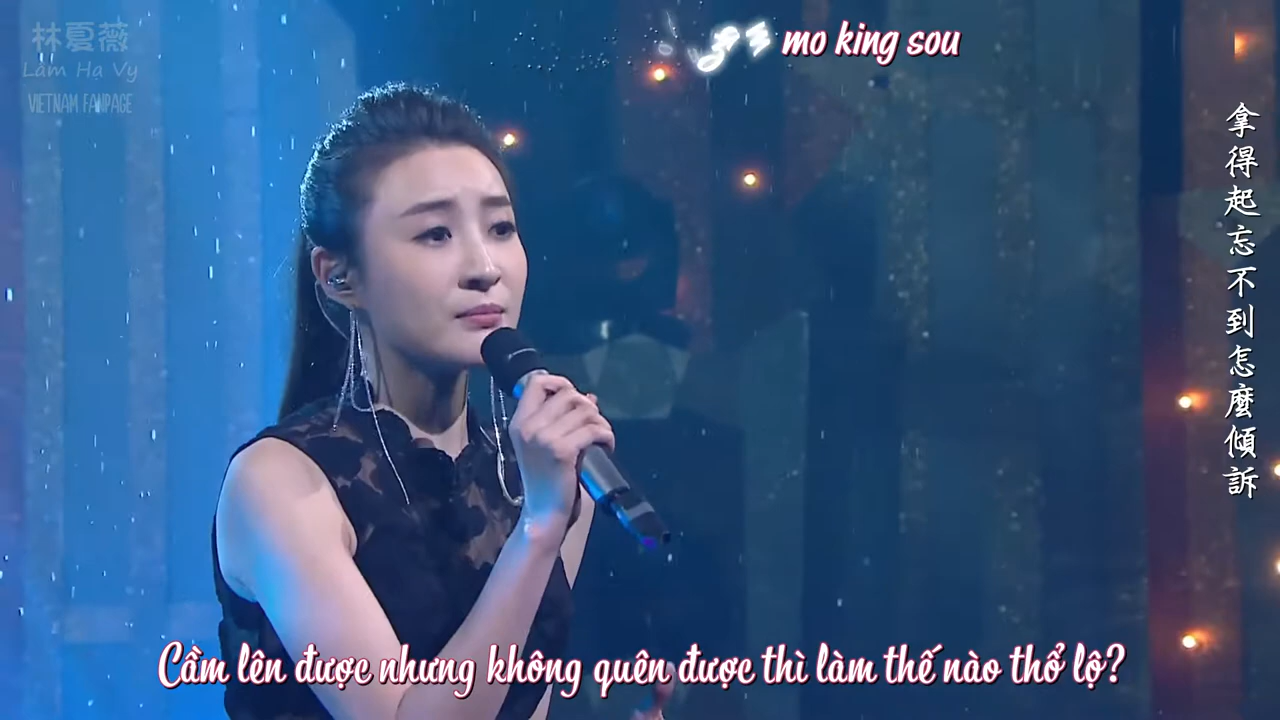 林夏薇
Lâm Hạ Vy
VIETNAM FANPAGE
mo king sou
拿得起忘不到怎麼傾訴
Cầm lên được nhưng không quên được thì làm thế nào thổ lộ?